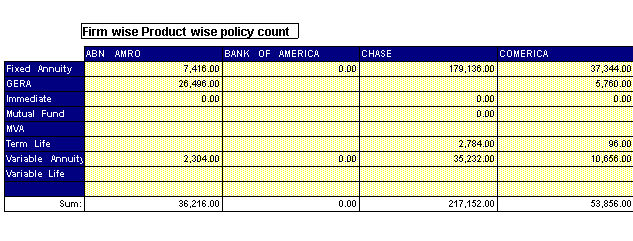 Firm wise Product wise policy count
ABN AMRO BANK OF AMERICA CHASE COMERICA
Fixed Annuity 7,416.00 0.00 179,136.00 37,344.00
GERA 26,496.00 5,760.00
Immediate 0.00 0.00 0.00
Mutual Fund 0.00
MVA
Term Life 2,784.00 96.00
Variable Annuity 2,304.00 0.00 35,232.00 10,656.00
Variable Life
Sum: 36,216.00 0.00 217,152.00 53,856.00